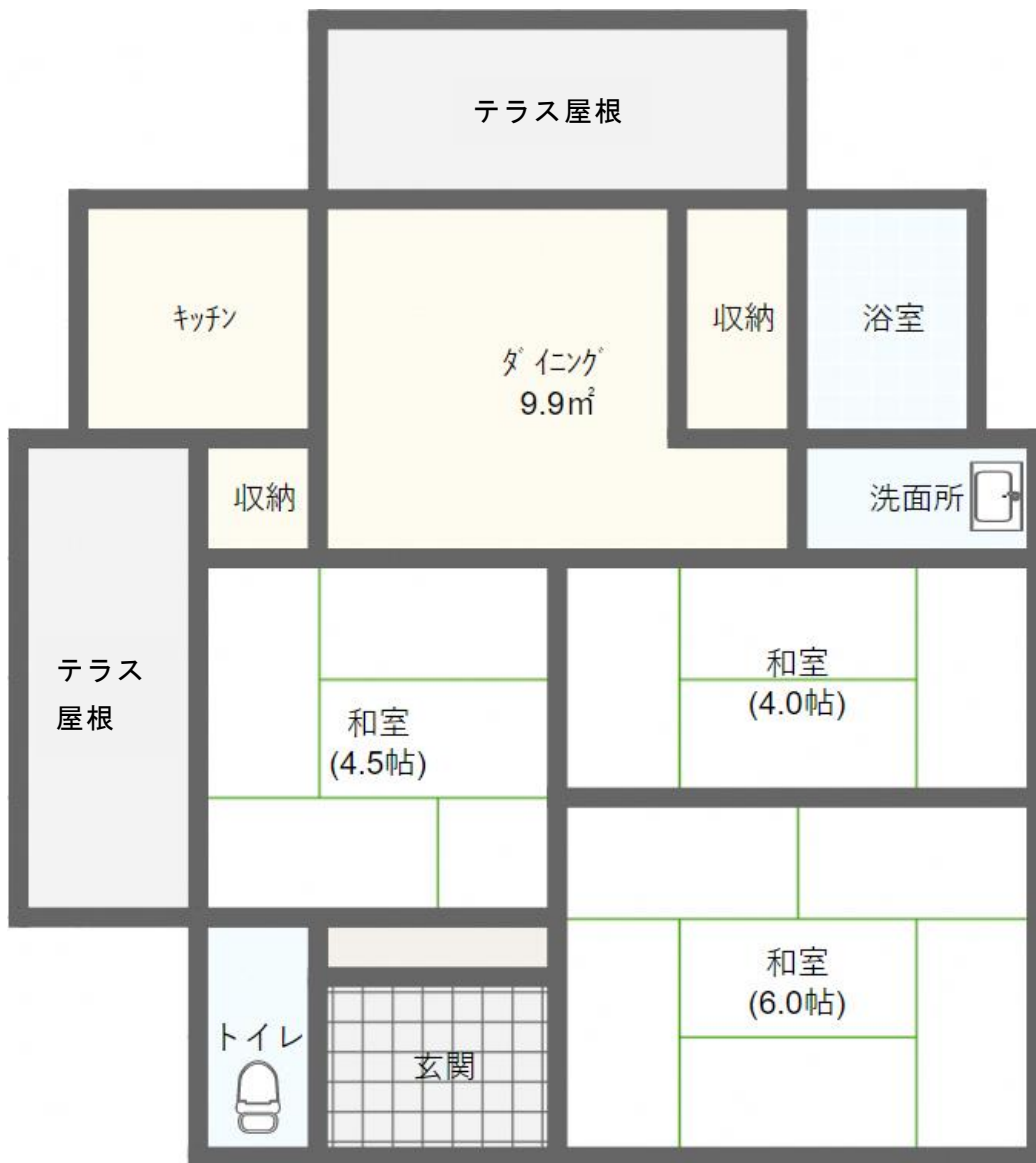 テラス屋根
ｷｯﾁﾝ
収納
浴室
ﾀﾞｲﾆﾝｸﾞ
9.9㎡
収納
洗面所
テラス
屋根
和室
(4.5帖)
和室
(4.0帖)
和室
(6.0帖)
トイレ
玄関